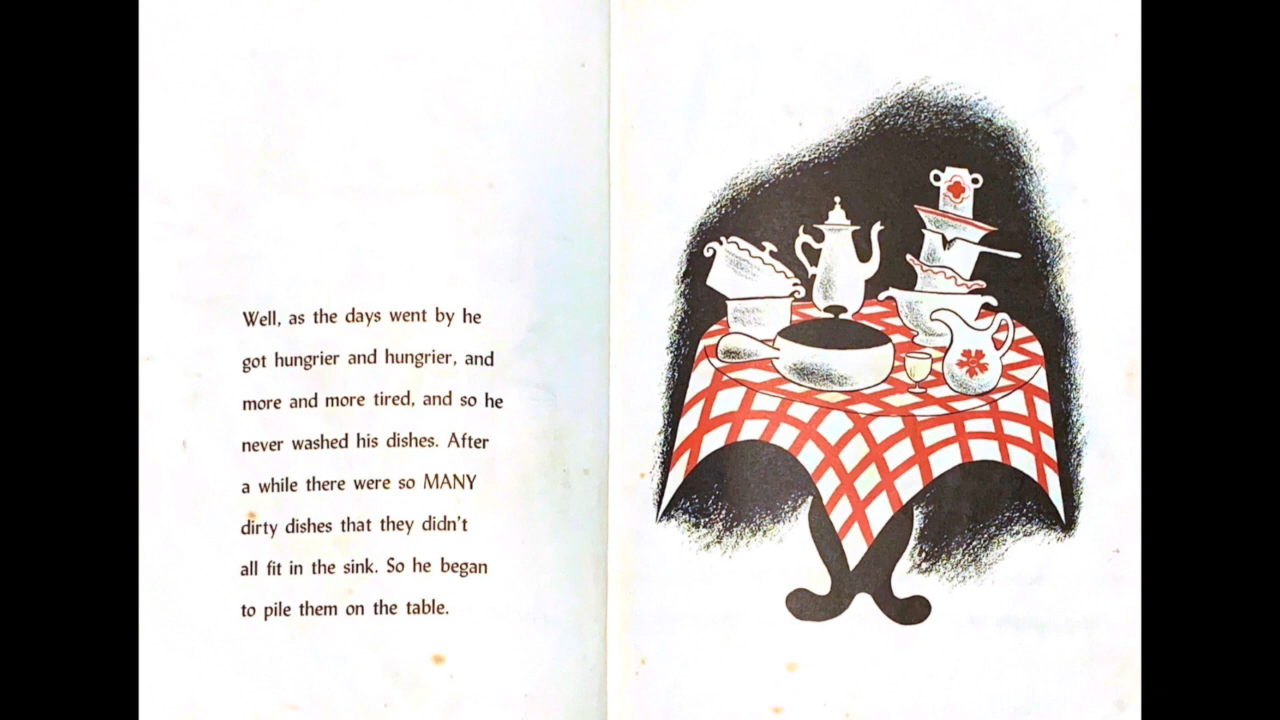 Well, as the days went by he
got hungrier and hungrier, and
more and more tired, and so he
never washed his dishes. After
a while there were so MANY
dirty dishes that they didn't
all fit in the sink. So he began
to pile them on the table.